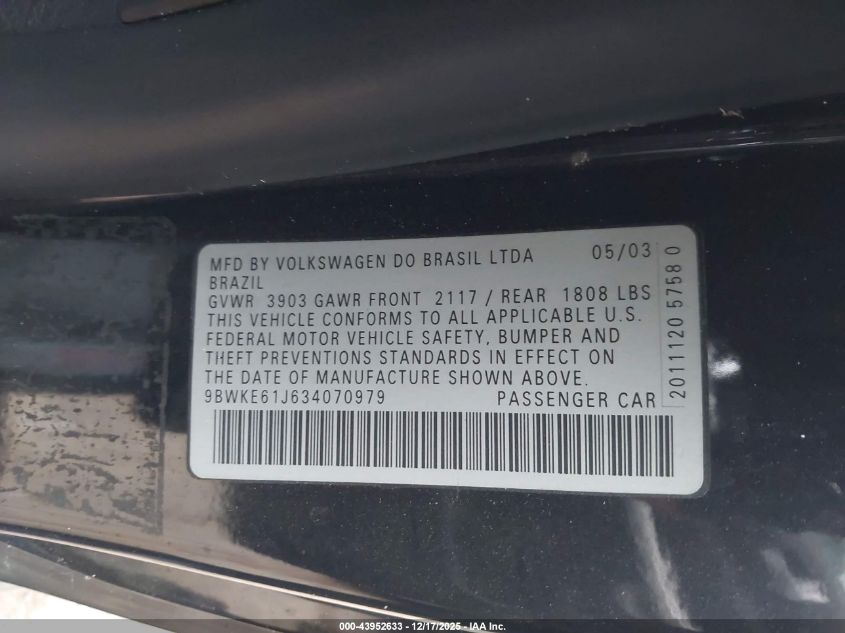 MFD BY VOLKSWAGEN DO BRASIL LTDA 05/03
BRAZIL
GVWR 3903 GAWR FRONT 2117 / REAR 1808 LBS
THIS VEHICLE CONFORMS TO ALL APPLICABLE U.S.
FEDERAL MOTOR VEHICLE SAFETY, BUMPER AND
THEFT PREVENTIONS STANDARDS IN EFFECT ON
THE DATE OF MANUFACTURE SHOWN ABOVE.
9BWKE61J634070979 PASSENGER CAR
2011120 5758 0
000-43952633 - 12/17/2025 - IAA Inc.